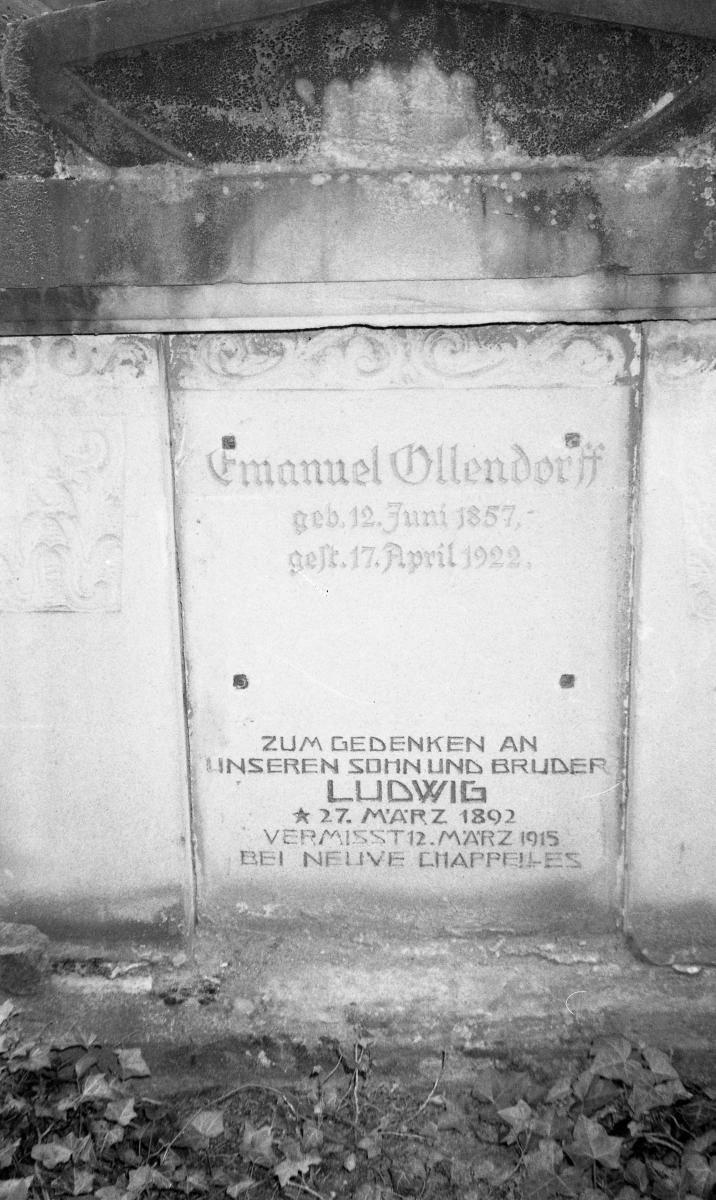 Emanuel Ollendorff
geb. 12. Juni 1857,
gest. 17. April 1922,
ZUM GEDENKEN AN
UNSEREN SOHN UND BRUDER
LUDWIG
* 27. MÄRZ 1892
VERMISST 12. MÄRZ 1915
BEI NEUVE CHAPPELLES